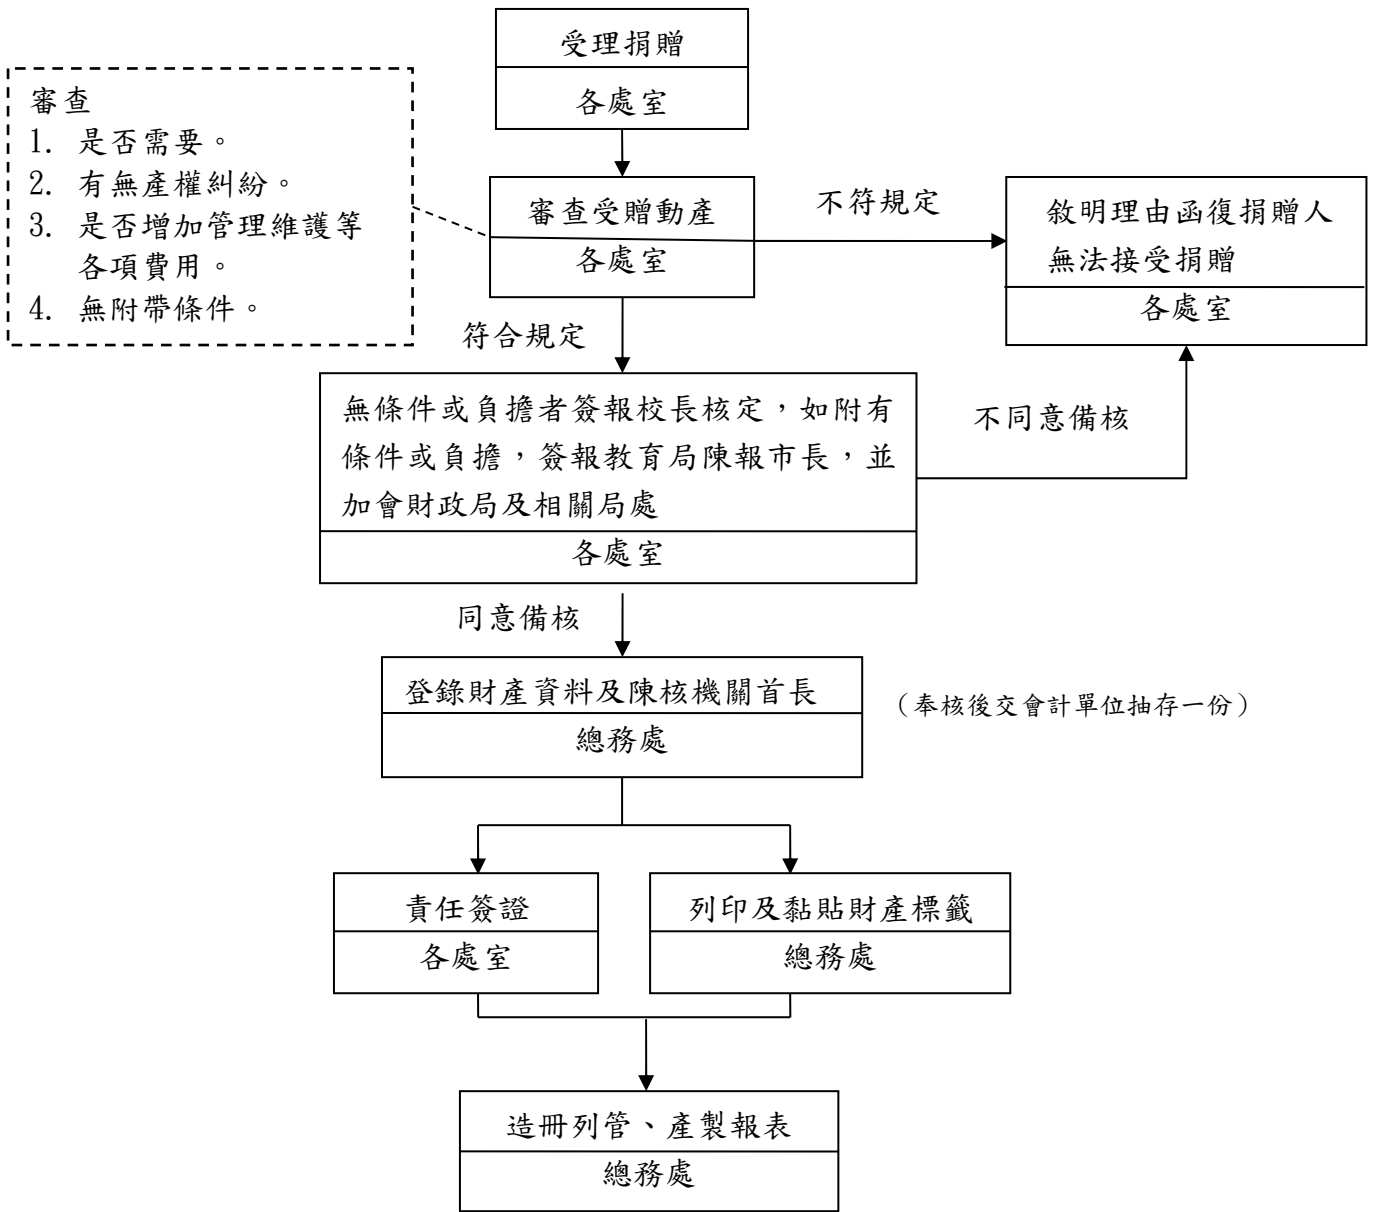 受理捐贈
各處室
審查
1. 是否需要。
2. 有無產權糾紛。
3. 是否增加管理維護等
各項費用。
4. 無附帶條件。
審查受贈動產
各處室
不符規定
敘明理由函復捐贈人
無法接受捐贈
各處室
符合規定
無條件或負擔者簽報校長核定，如附有
條件或負擔，簽報教育局陳報市長，並
加會財政局及相關局處
各處室
不同意備核
同意備核
登錄財產資料及陳核機關首長
總務處
（奉核後交會計單位抽存一份）
責任簽證
各處室
列印及黏貼財產標籤
總務處
造冊列管、產製報表
總務處